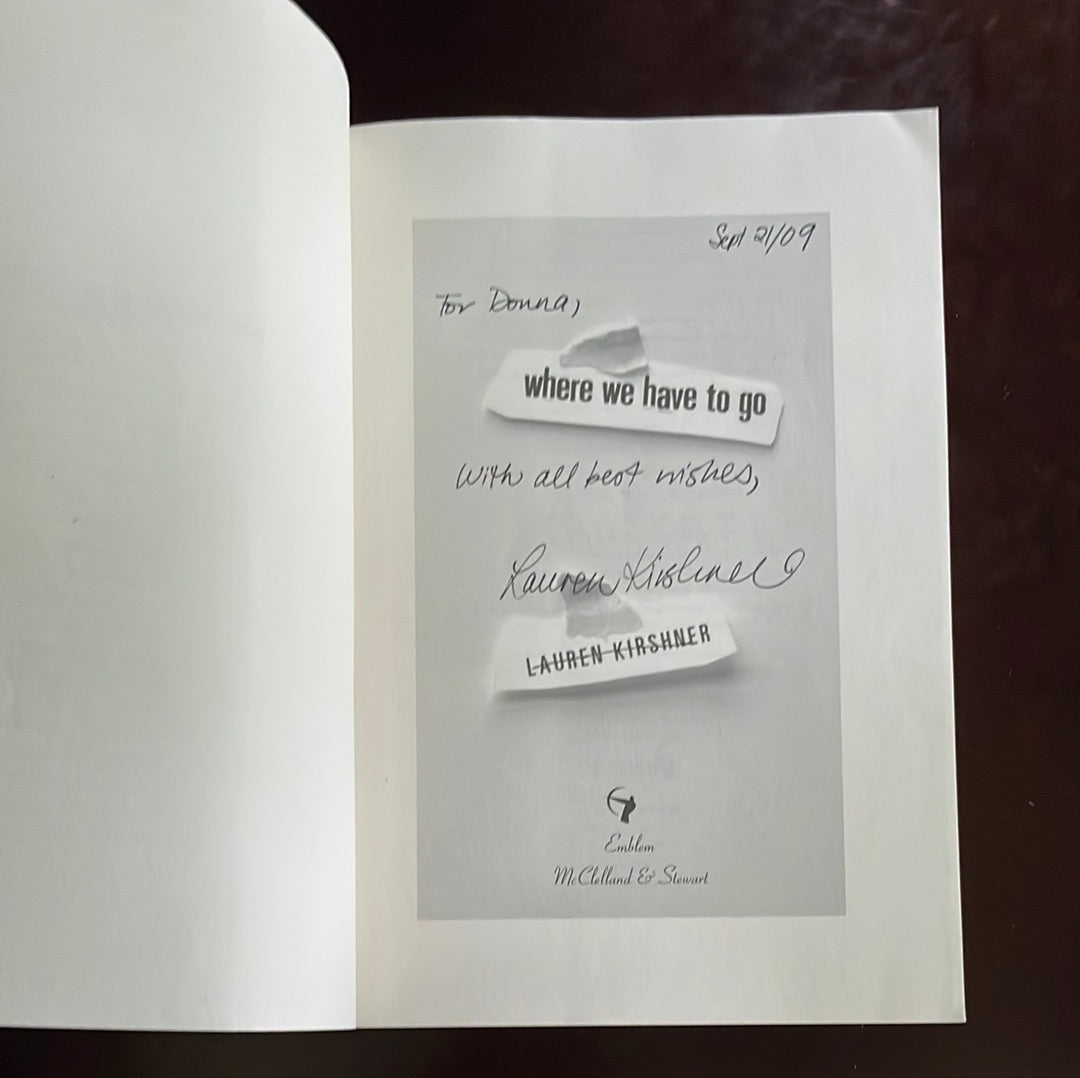 Sept 21/09
For Donna,
where we have to go
With all best wishes,
Lauren Kirshner
LAUREN KIRSHNER
Emblem
McClelland & Stewart